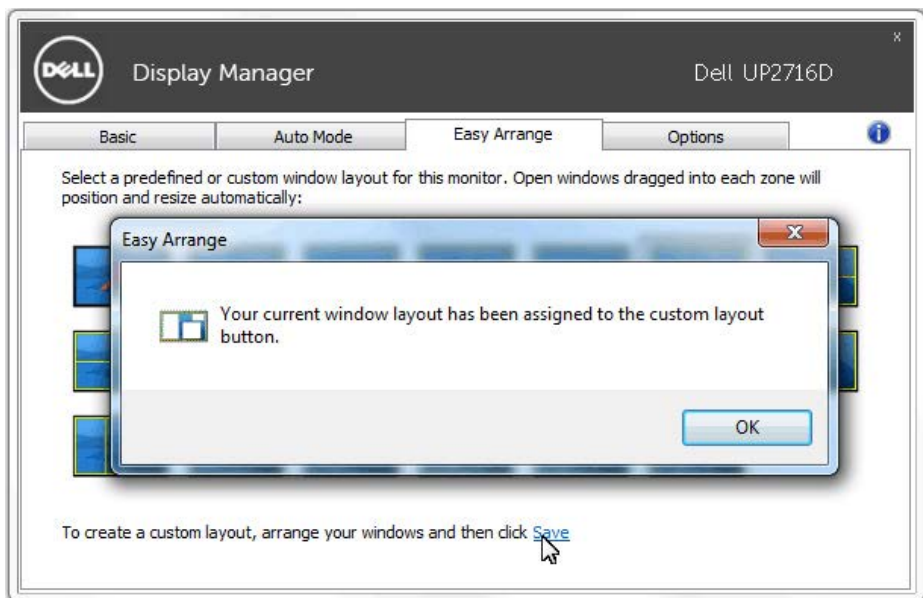 DELL
Display Manager
Dell UP2716D
x
Basic
Auto Mode
Easy Arrange
Options
i
Select a predefined or custom window layout for this monitor. Open windows dragged into each zone will
position and resize automatically:
Easy Arrange
x
Your current window layout has been assigned to the custom layout
button.
OK
To create a custom layout, arrange your windows and then click Save